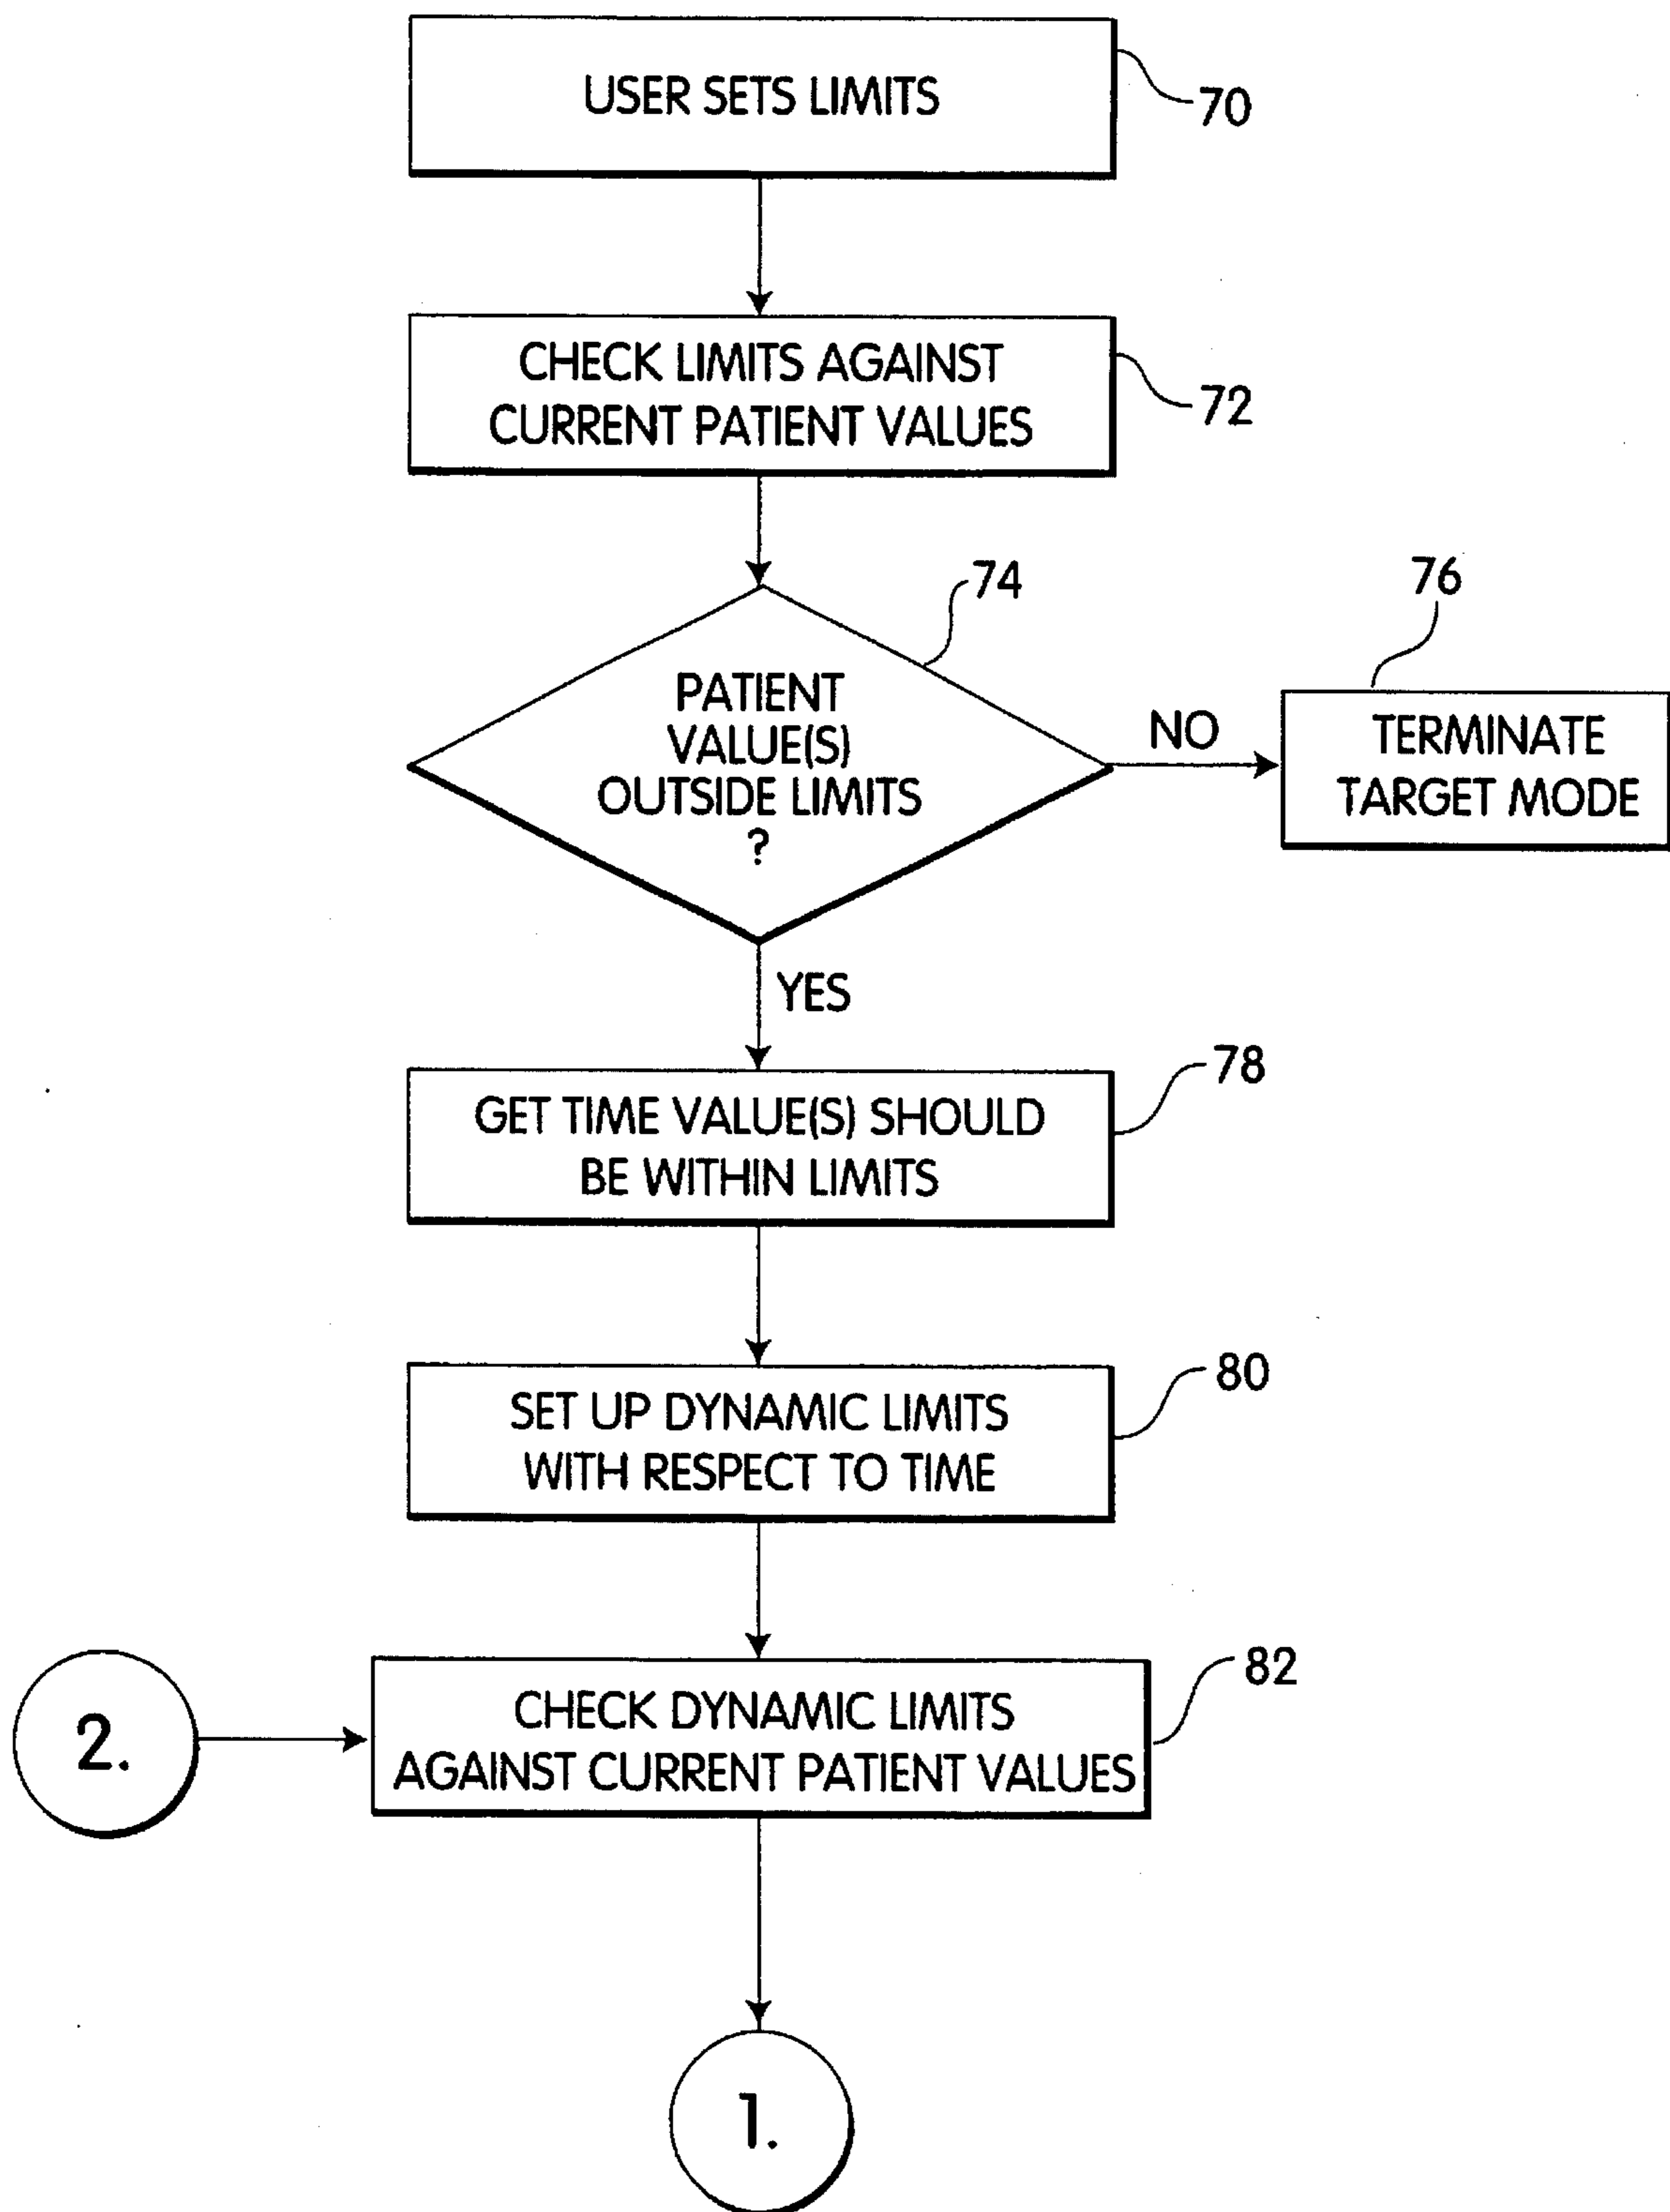 USER SETS LIMITS
70
CHECK LIMITS AGAINST
CURRENT PATIENT VALUES
72
74
PATIENT
VALUE(S)
OUTSIDE LIMITS
?
NO
76
TERMINATE
TARGET MODE
YES
78
GET TIME VALUE(S) SHOULD
BE WITHIN LIMITS
80
SET UP DYNAMIC LIMITS
WITH RESPECT TO TIME
82
2.
CHECK DYNAMIC LIMITS
AGAINST CURRENT PATIENT VALUES
1.